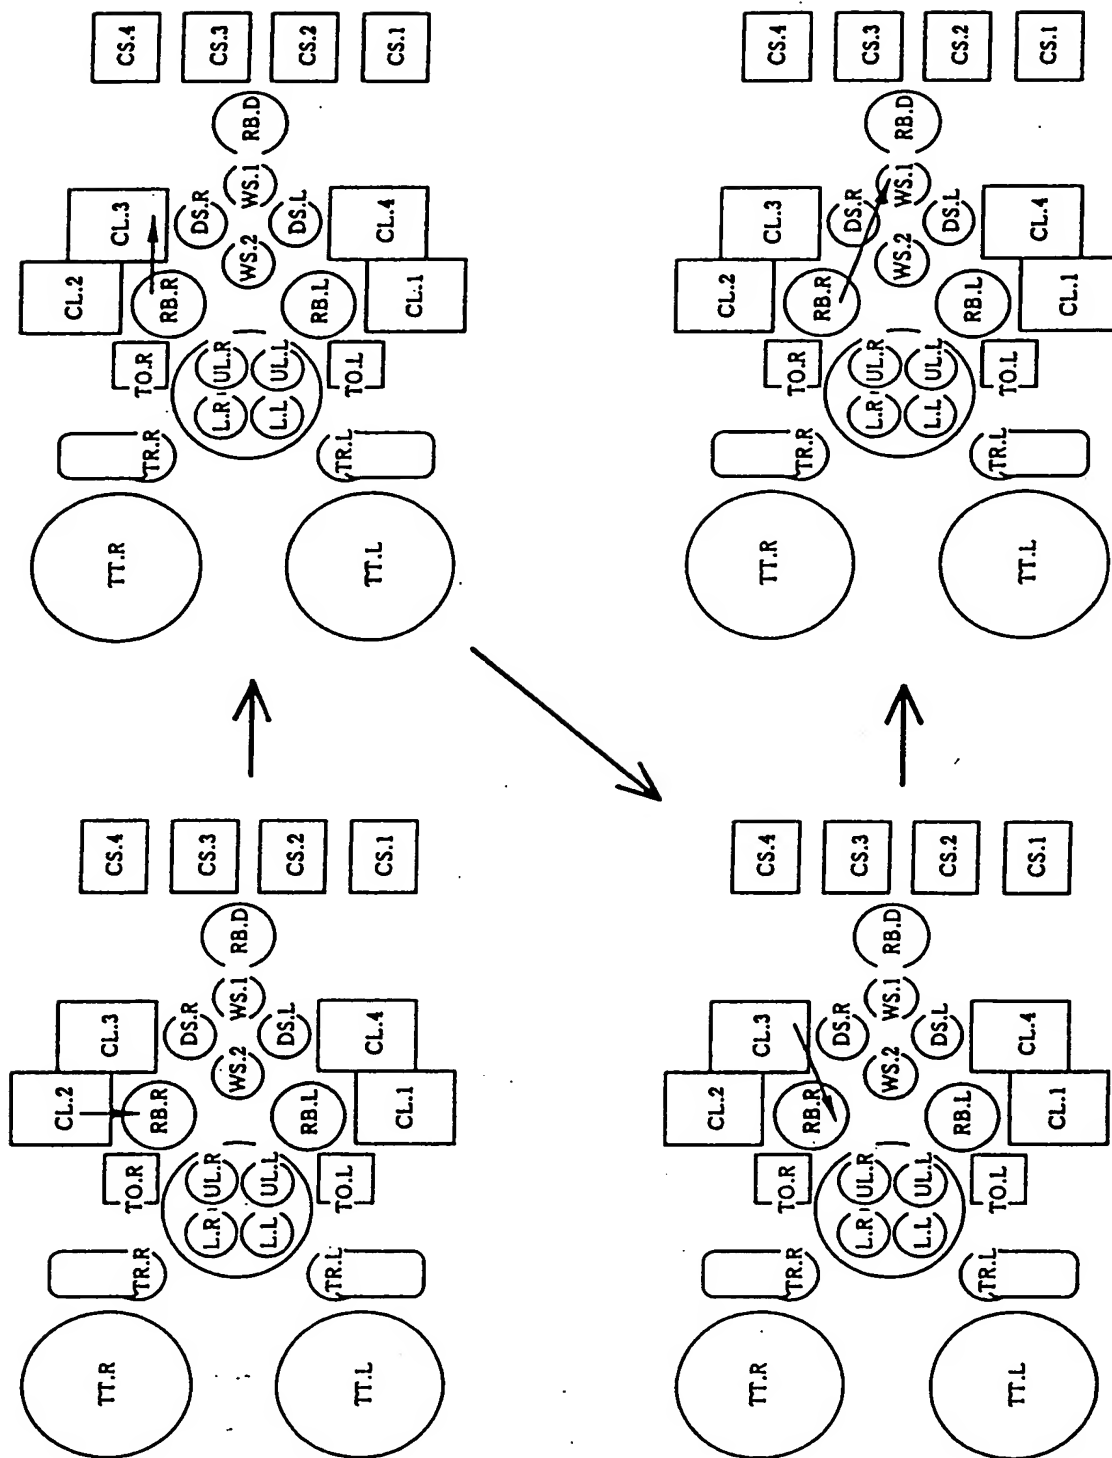 TT.R
TT.L
TR.R
TR.L
L.R
L.L
TO.R
UL.R
UL.L
TO.L
CL.2
RB.R
RB.L
CL.1
CL.3
DS.R
WS.2
WS.1
DS.L
CL.4
RB.D
CS.4
CS.3
CS.2
CS.1
TT.R
TT.L
TR.R
TR.L
L.R
L.L
TO.R
UL.R
UL.L
TO.L
CL.2
RB.R
RB.L
CL.1
CL.3
DS.R
WS.2
WS.1
DS.L
CL.4
RB.D
CS.4
CS.3
CS.2
CS.1
TT.R
TT.L
TR.R
TR.L
L.R
L.L
TO.R
UL.R
UL.L
TO.L
CL.2
RB.R
RB.L
CL.1
CL.3
DS.R
WS.2
WS.1
DS.L
CL.4
RB.D
CS.4
CS.3
CS.2
CS.1
TT.R
TT.L
TR.R
TR.L
L.R
L.L
TO.R
UL.R
UL.L
TO.L
CL.2
RB.R
RB.L
CL.1
CL.3
DS.R
WS.2
WS.1
DS.L
CL.4
RB.D
CS.4
CS.3
CS.2
CS.1